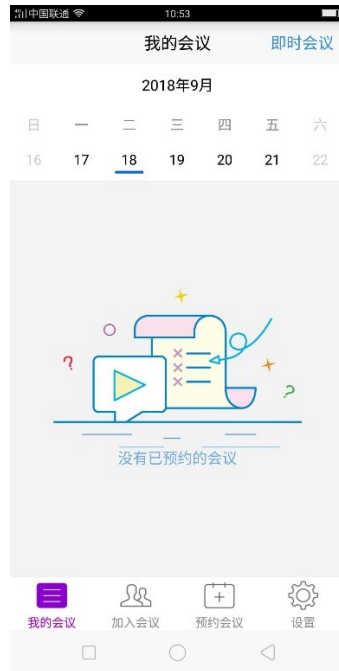 中国联通 10:53
我的会议 即时会议
2018年9月
日 一 二 三 四 五 六
16 17 18 19 20 21 22
没有已预约的会议
我的会议 加入会议 预约会议 设置